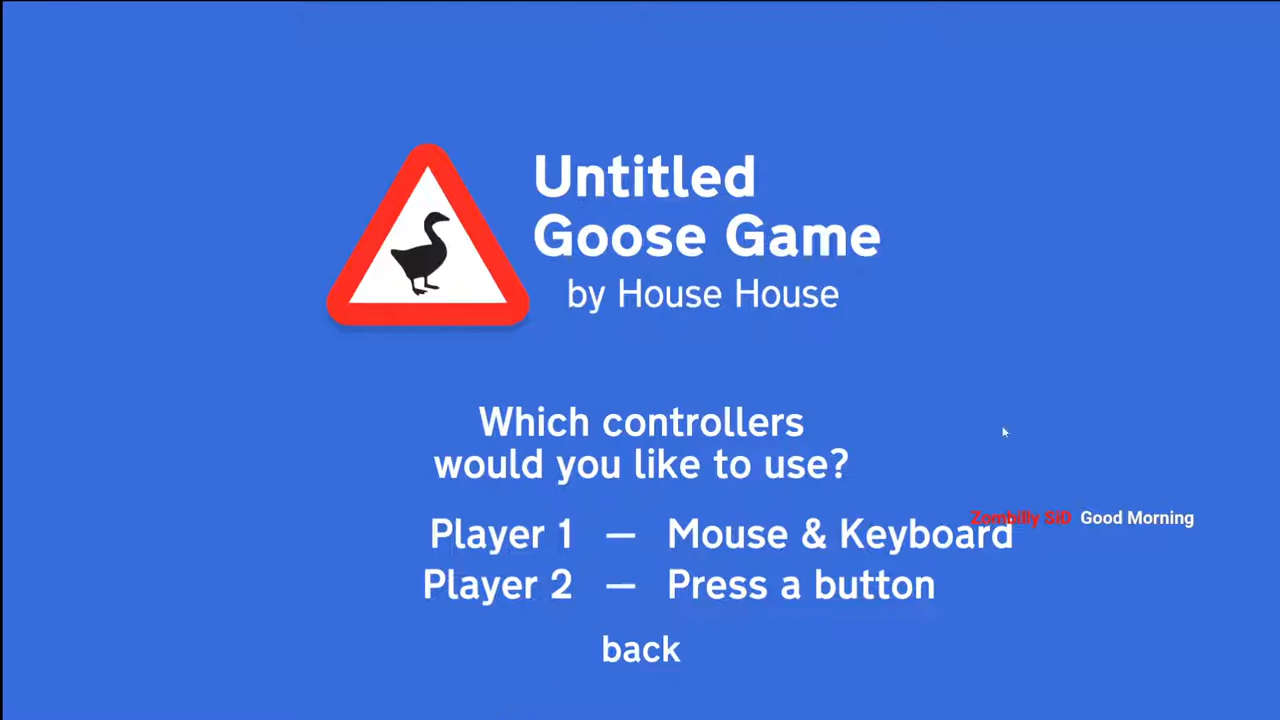 Untitled
Goose Game
by House House
Which controllers
would you like to use?
Zombilly SiD Good Morning
Player 1 — Mouse & Keyboard
Player 2 — Press a button
back